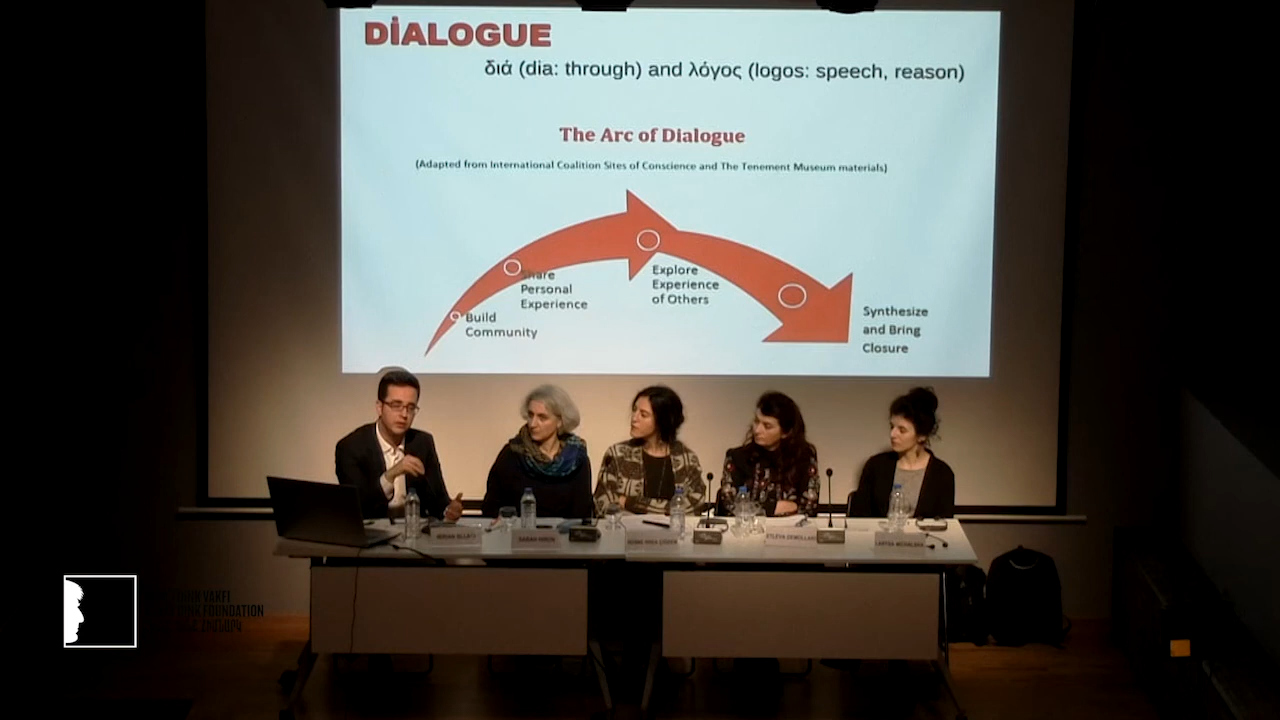 DİALOGUE
διά (dia: through) and λόγος (logos: speech, reason)
The Arc of Dialogue
(Adapted from International Coalition Sites of Conscience and The Tenement Museum materials)
Share
Personal
Experience
Build
Community
Explore
Experience
of Others
Synthesize
and Bring
Closure
VAKFI
FOUNDATION